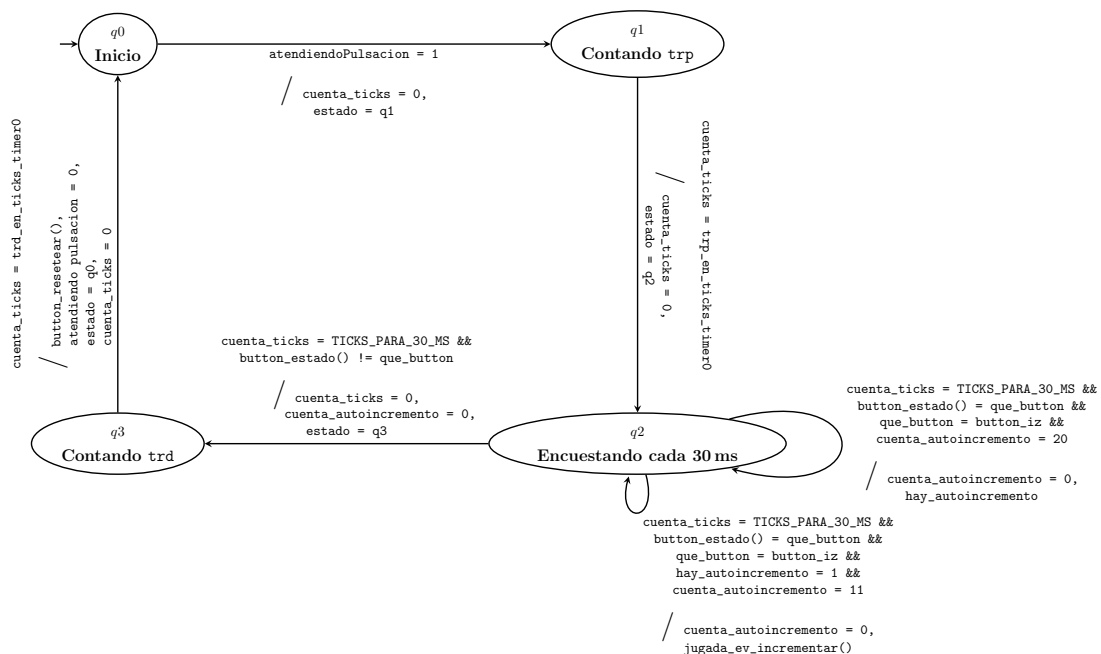 q0
Inicio
atendiendoPulsacion = 1
/ cuenta_ticks = 0,
estado = q1
q1
Contando trp
cuenta_ticks = trp_en_ticks_timer0
/ cuenta_ticks = 0,
estado = q2
cuenta_ticks = trd_en_ticks_timer0
/ button_resetear(),
atendiendo pulsacion = 0,
estado = q0,
cuenta_ticks = 0
cuenta_ticks = TICKS_PARA_30_MS &&
button_estado() != que_button
/ cuenta_ticks = 0,
cuenta_autoincremento = 0,
estado = q3
q3
Contando trd
q2
Encuestando cada 30 ms
cuenta_ticks = TICKS_PARA_30_MS &&
button_estado() = que_button &&
que_button = button_iz &&
cuenta_autoincremento = 20
/ cuenta_autoincremento = 0,
hay_autoincremento
cuenta_ticks = TICKS_PARA_30_MS &&
button_estado() = que_button &&
que_button = button_iz &&
hay_autoincremento = 1 &&
cuenta_autoincremento = 11
/ cuenta_autoincremento = 0,
jugada_ev_incrementar()